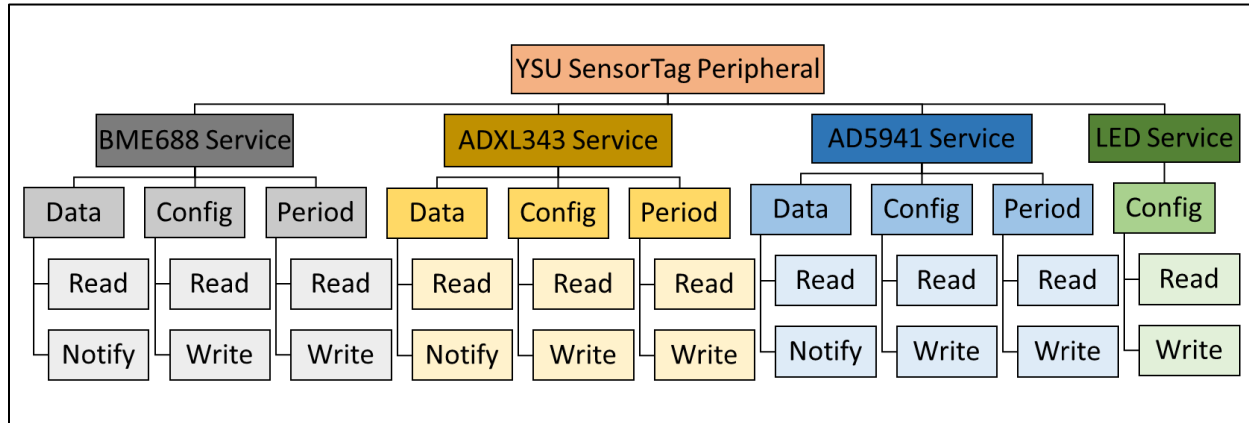 YSU SensorTag Peripheral
BME688 Service ADXL343 Service AD5941 Service LED Service
Data Config Period Data Config Period Data Config Period Config
Read Read Read Read Read Read Read Read Read Read
Notify Write Write Notify Write Write Notify Write Write Write